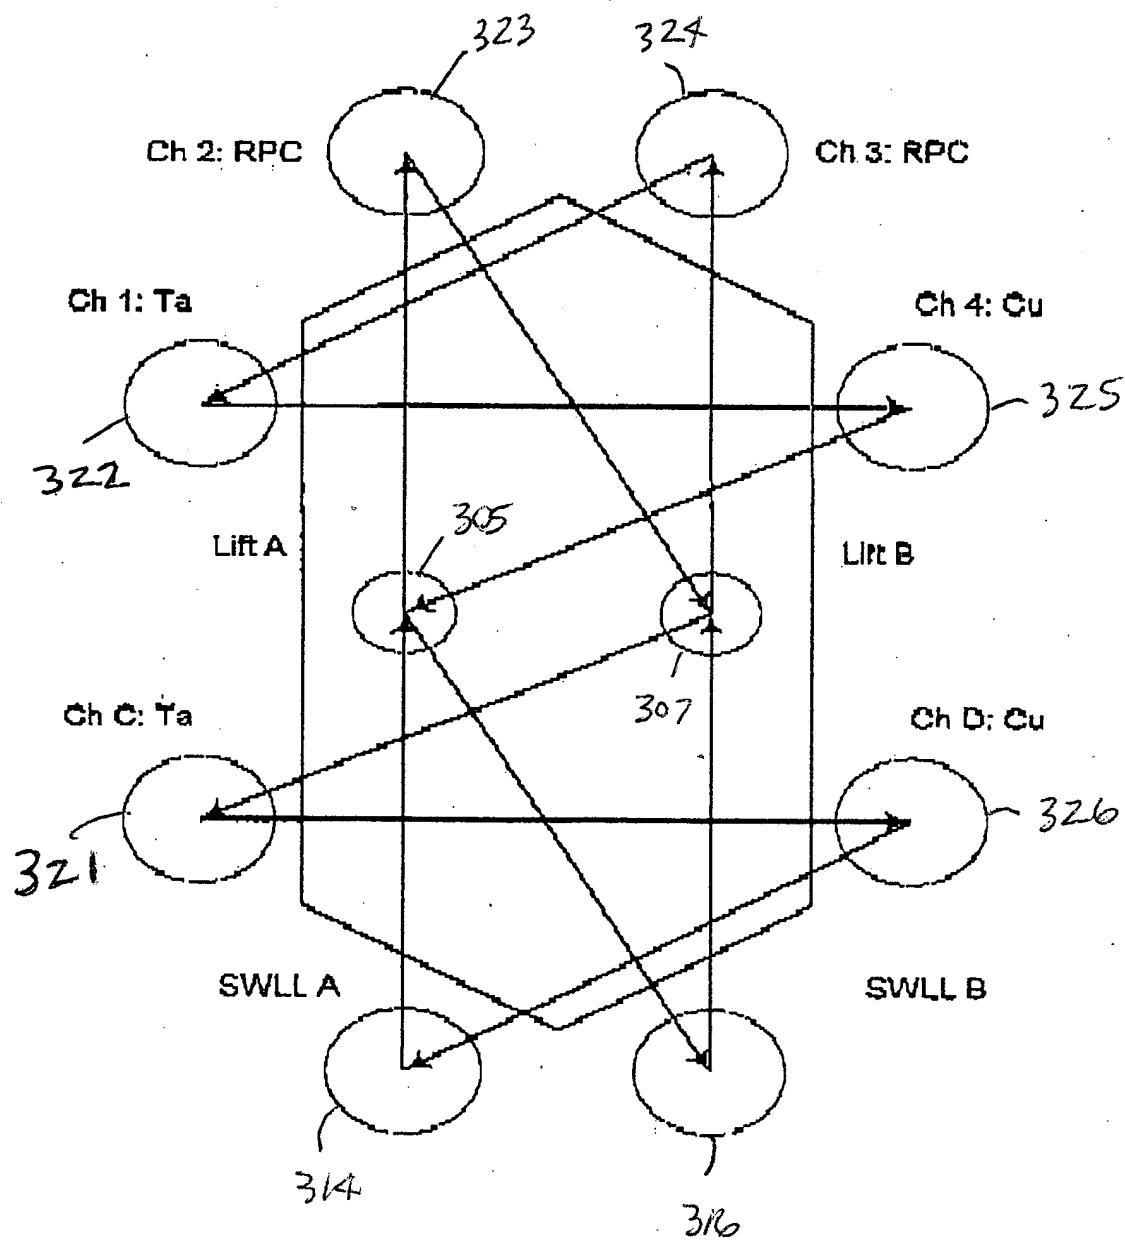 323
324
Ch 2: RPC
Ch 3: RPC
Ch 1: Ta
Ch 4: Cu
325
322
305
Lift A
Lift B
307
Ch C: Ta
Ch D: Cu
326
321
SWLL A
SWLL B
314
316